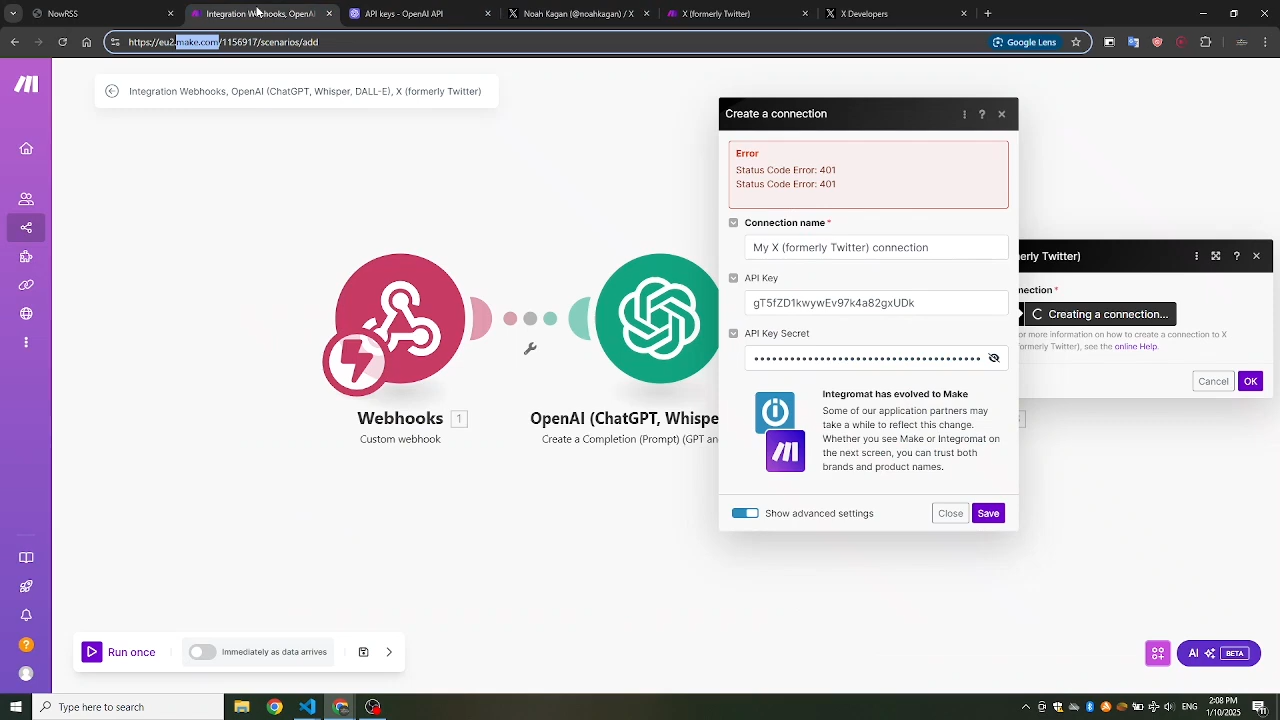 NowRSS
Integration Webhooks, OpenAI
API keys - OpenAI API
Noah Kagan (@noahkagan) / X
X (formerly Twitter)
X Developers
https://eu2.make.com/1156917/scenarios/add
Google Lens
Integration Webhooks, OpenAI (ChatGPT, Whisper, DALL-E), X (formerly Twitter)
Create a connection
Error
Status Code Error: 401
Status Code Error: 401
Connection name *
My X (formerly Twitter) connection
API Key
gT5fZD1kwywEv97k4a82gxUDk
API Key Secret
Integromat has evolved to Make
Some of our application partners may
take a while to reflect this change.
Whether you see Make or Integromat on
the next screen, you can trust both
brands and product names.
Show advanced settings
Close
Save
erly Twitter)
nection *
Creating a connection...
or more information on how to create a connection to X
ormerly Twitter), see the online Help.
Cancel
OK
Webhooks 1
Custom webhook
OpenAI (ChatGPT, Whispe
Create a Completion (Prompt) (GPT an
Run once
Immediately as data arrives
AI BETA
Type here to search
2:08 PM
1/10/2025